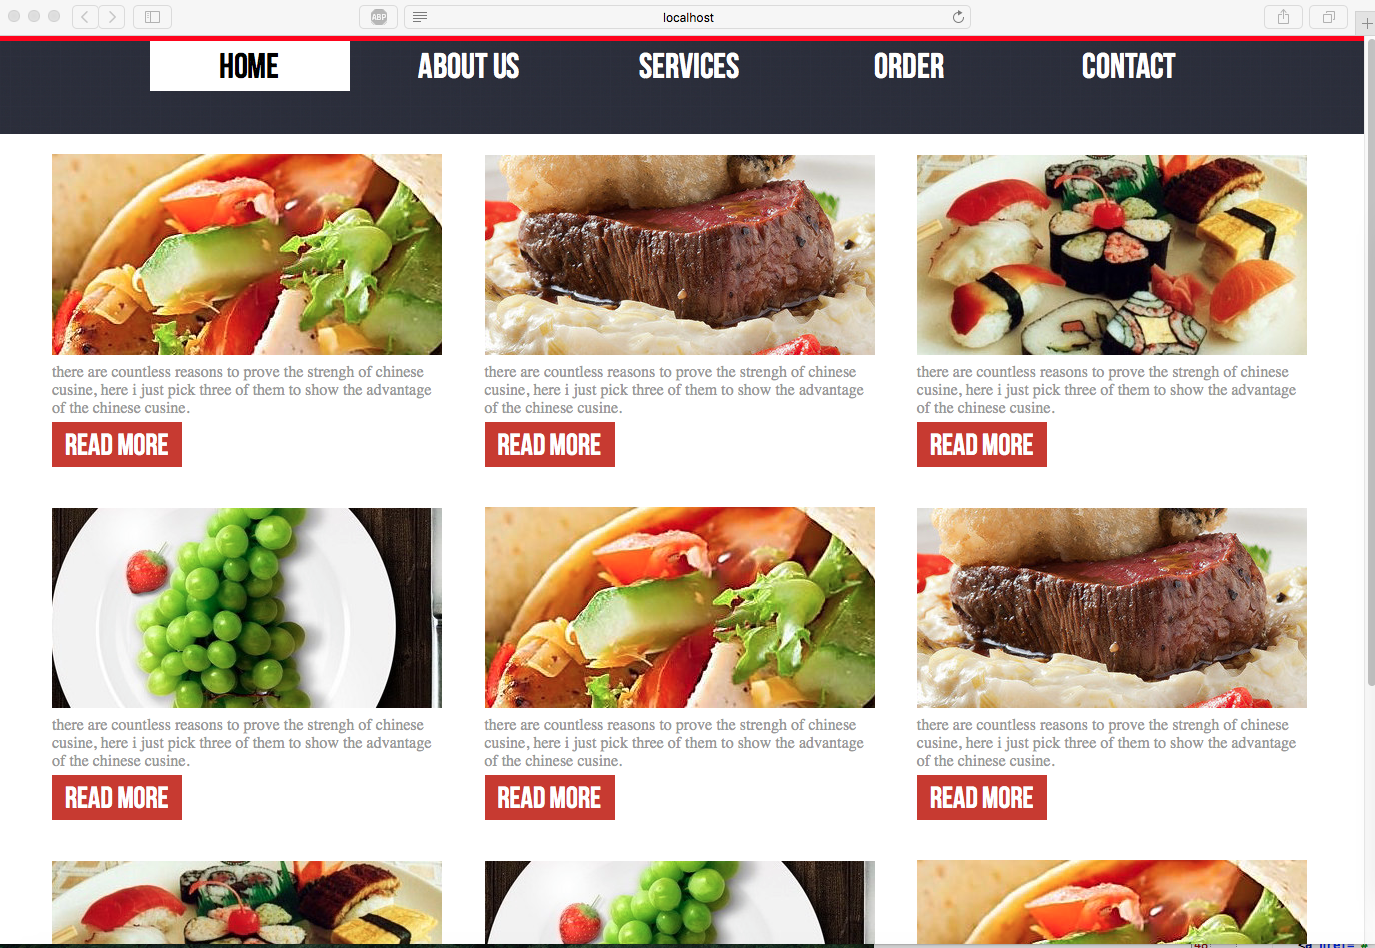 ABP
localhost
HOME ABOUT US SERVICES ORDER CONTACT
there are countless reasons to prove the strengh of chinese
cusine, here i just pick three of them to show the advantage
of the chinese cusine.
READ MORE
there are countless reasons to prove the strengh of chinese
cusine, here i just pick three of them to show the advantage
of the chinese cusine.
READ MORE
there are countless reasons to prove the strengh of chinese
cusine, here i just pick three of them to show the advantage
of the chinese cusine.
READ MORE
there are countless reasons to prove the strengh of chinese
cusine, here i just pick three of them to show the advantage
of the chinese cusine.
READ MORE
there are countless reasons to prove the strengh of chinese
cusine, here i just pick three of them to show the advantage
of the chinese cusine.
READ MORE
there are countless reasons to prove the strengh of chinese
cusine, here i just pick three of them to show the advantage
of the chinese cusine.
READ MORE